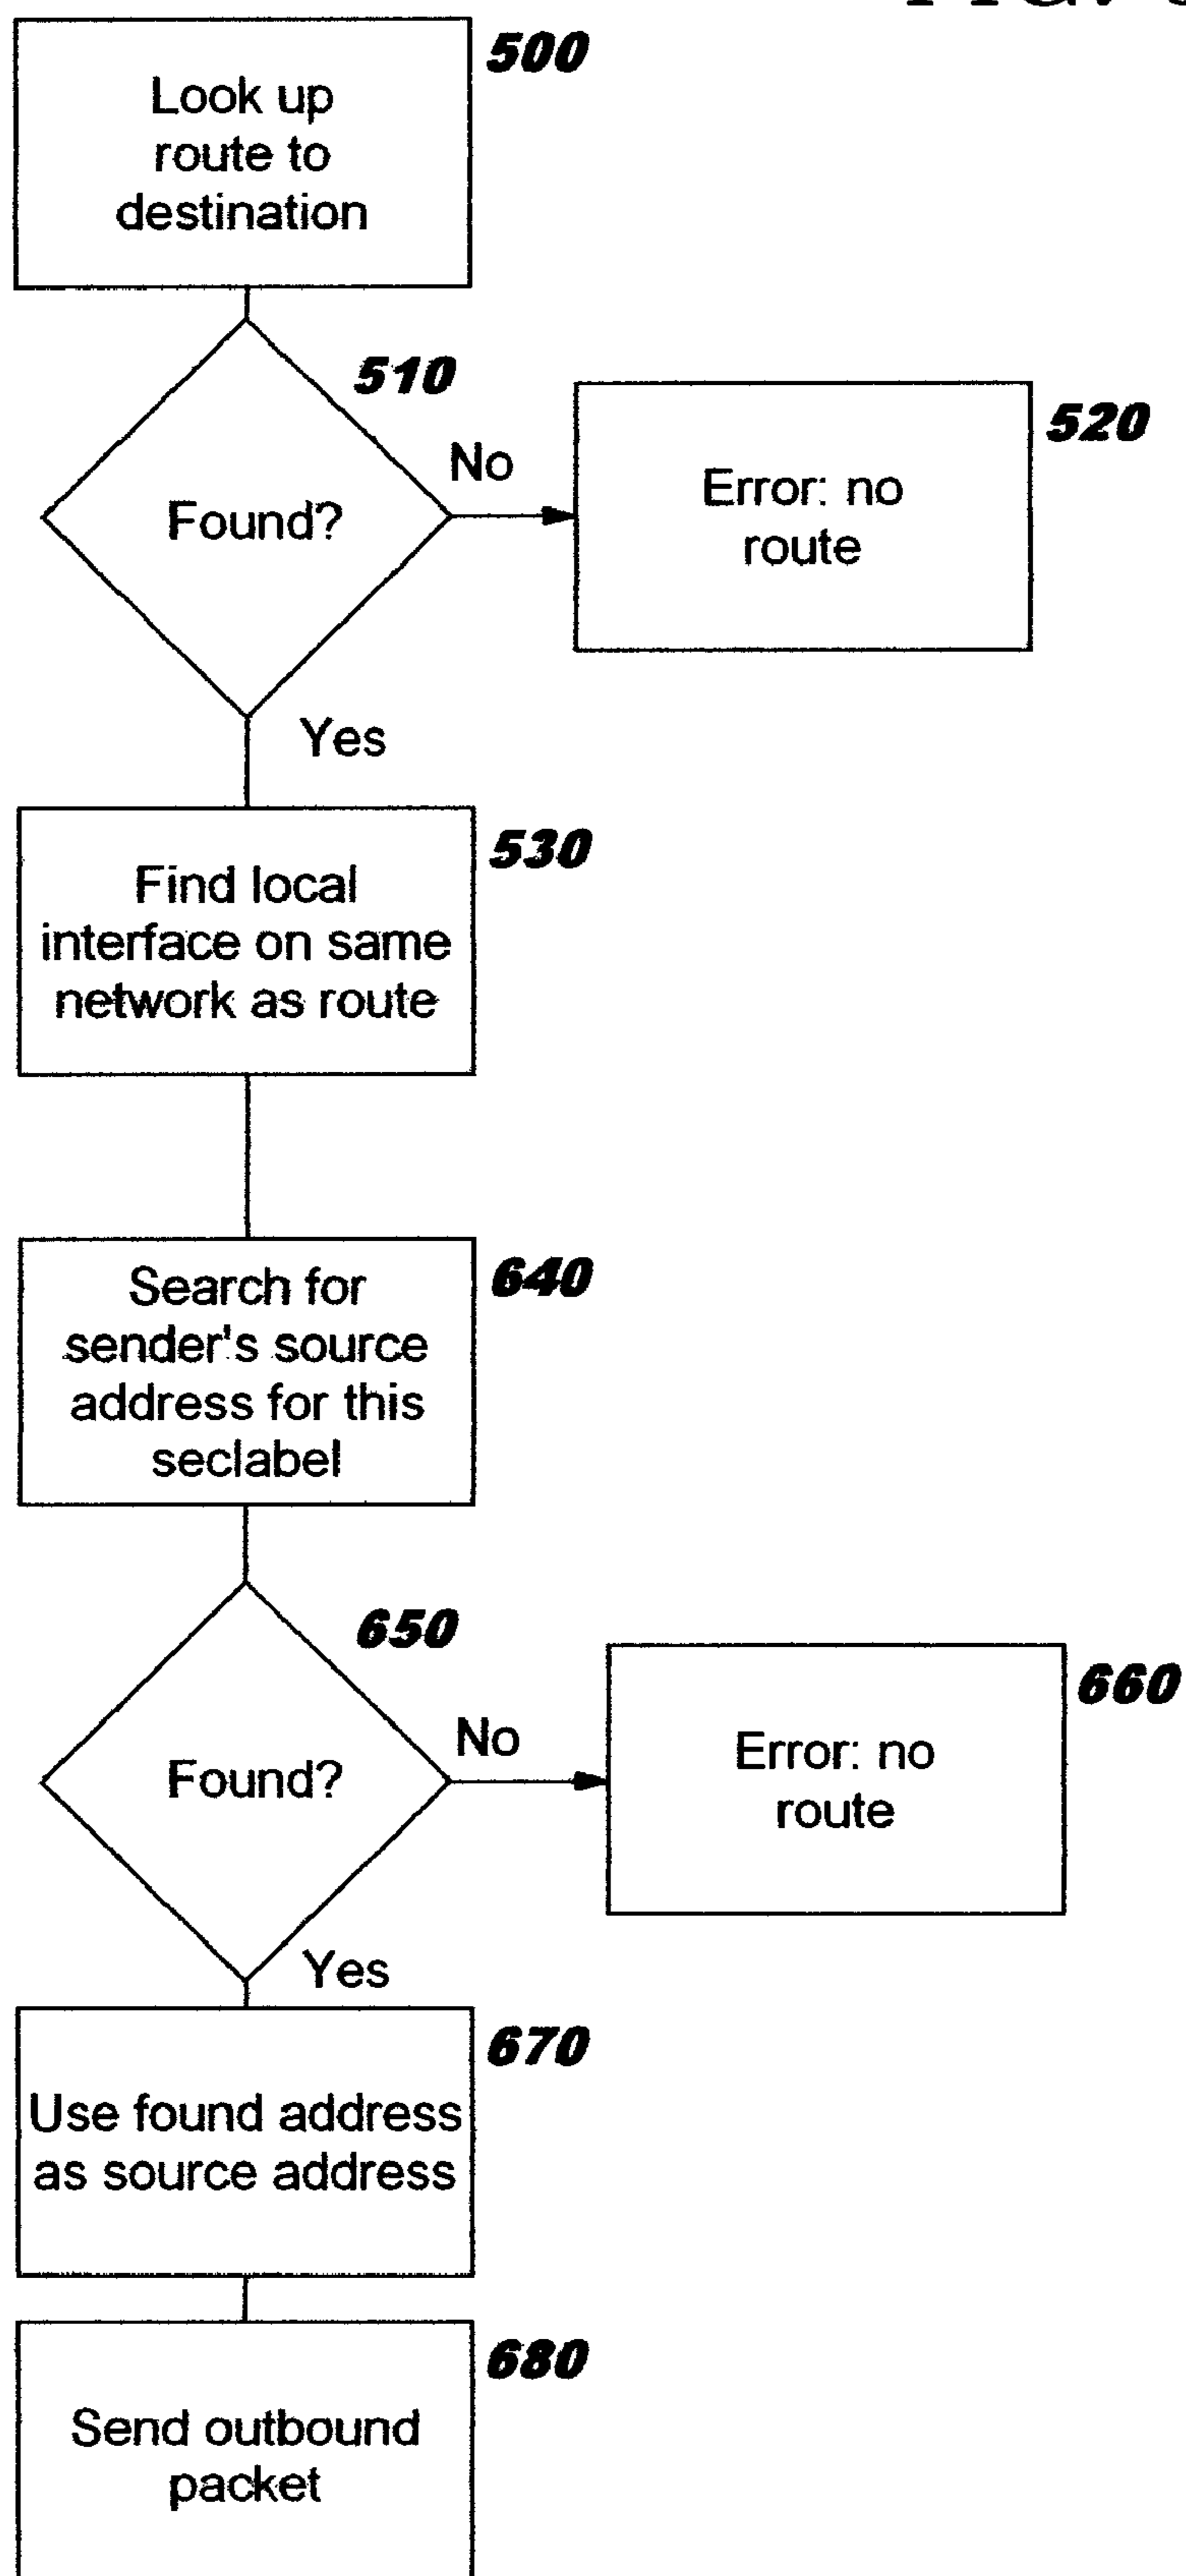 500
Look up
route to
destination
510
No
Found?
520
Error: no
route
Yes
530
Find local
interface on same
network as route
640
Search for
sender's source
address for this
seclabel
650
No
Found?
660
Error: no
route
Yes
670
Use found address
as source address
680
Send outbound
packet